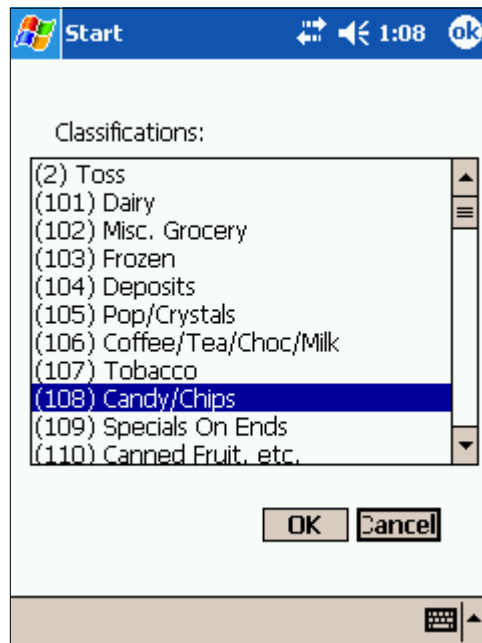 Start 1:08 ok
Classifications:
(2) Toss
(101) Dairy
(102) Misc. Grocery
(103) Frozen
(104) Deposits
(105) Pop/Crystals
(106) Coffee/Tea/Choc/Milk
(107) Tobacco
(108) Candy/Chips
(109) Specials On Ends
(110) Canned Fruit, etc.
OK Cancel